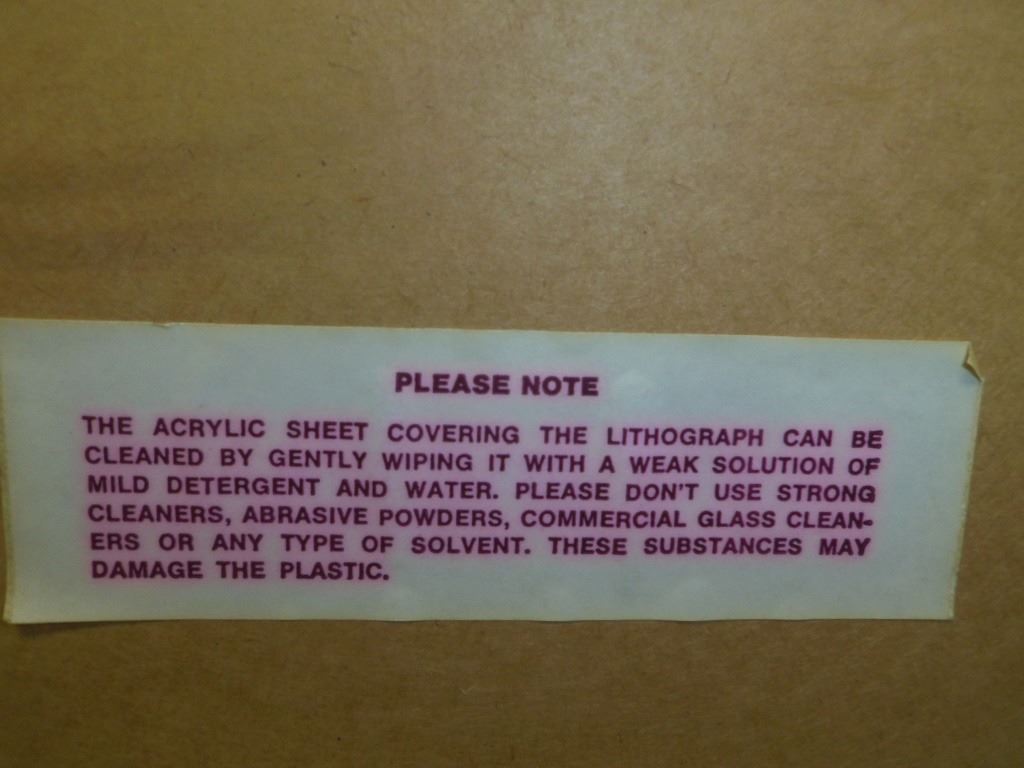 PLEASE NOTE
THE ACRYLIC SHEET COVERING THE LITHOGRAPH CAN BE
CLEANED BY GENTLY WIPING IT WITH A WEAK SOLUTION OF
MILD DETERGENT AND WATER. PLEASE DON'T USE STRONG
CLEANERS, ABRASIVE POWDERS, COMMERCIAL GLASS CLEAN-
ERS OR ANY TYPE OF SOLVENT. THESE SUBSTANCES MAY
DAMAGE THE PLASTIC.